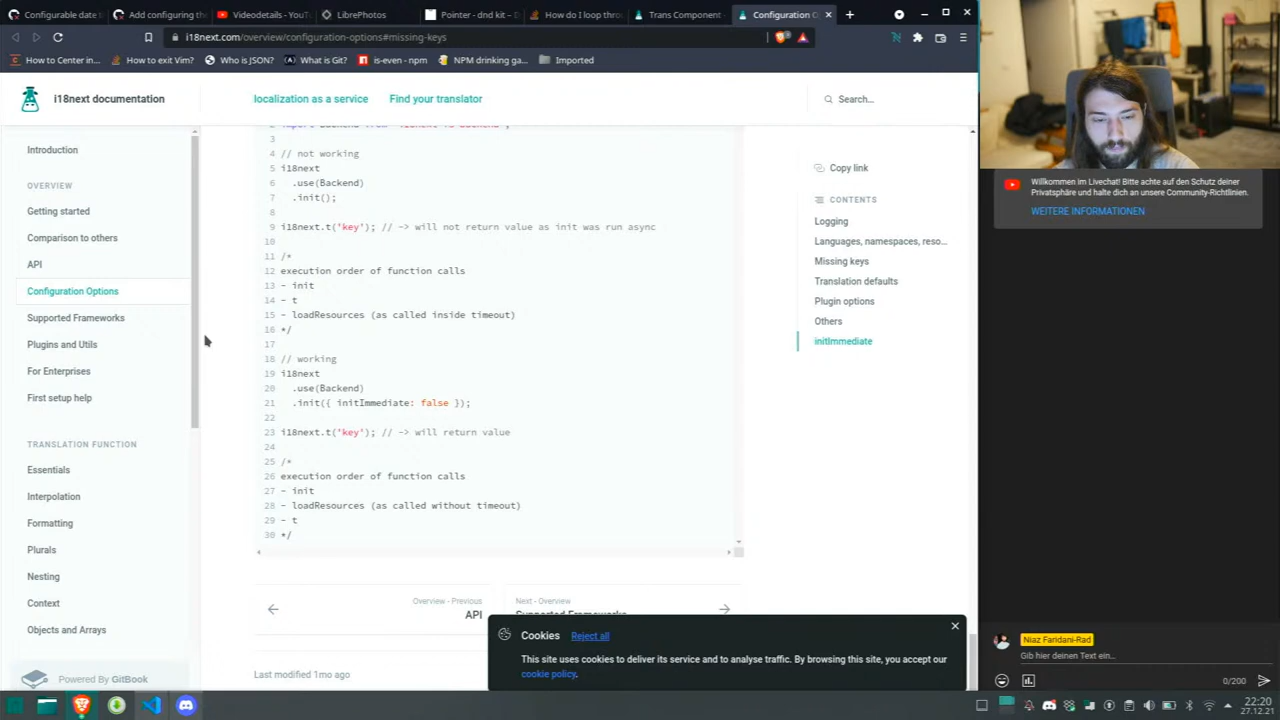 Configurable date
Add configuring the
Videodetails - YouT
LibrePhotos
Pointer - dnd kit –
How do I loop thro
Trans Component
Configuration O
i18next.com/overview/configuration-options#missing-keys
How to Center in...
How to exit Vim?
Who is JSON?
What is Git?
is-even - npm
NPM drinking ga...
Imported
i18next documentation
localization as a service
Find your translator
Search...
Introduction
OVERVIEW
Getting started
Comparison to others
API
Configuration Options
Supported Frameworks
Plugins and Utils
For Enterprises
First setup help
TRANSLATION FUNCTION
Essentials
Interpolation
Formatting
Plurals
Nesting
Context
Objects and Arrays
Powered By GitBook
3
4 // not working
5 i18next
6 .use(Backend)
7 .init();
8
9 i18next.t('key'); // -> will not return value as init was run async
10
11 /*
12 execution order of function calls
13 - init
14 - t
15 - loadResources (as called inside timeout)
16 */
17
18 // working
19 i18next
20 .use(Backend)
21 .init({ initImmediate: false });
22
23 i18next.t('key'); // -> will return value
24
25 /*
26 execution order of function calls
27 - init
28 - loadResources (as called without timeout)
29 - t
30 */
Overview - Previous
API
Next - Overview
Supported Frameworks
Last modified 1mo ago
Copy link
CONTENTS
Logging
Languages, namespaces, reso...
Missing keys
Translation defaults
Plugin options
Others
initImmediate
Cookies Reject all
This site uses cookies to deliver its service and to analyse traffic. By browsing this site, you accept our
cookie policy.
Willkommen im Livechat! Bitte achte auf den Schutz deiner
Privatsphäre und halte dich an unsere Community-Richtlinien.
WEITERE INFORMATIONEN
Niaz Faridani-Rad
Gib hier deinen Text ein...
0/200
22:20
27.12.21